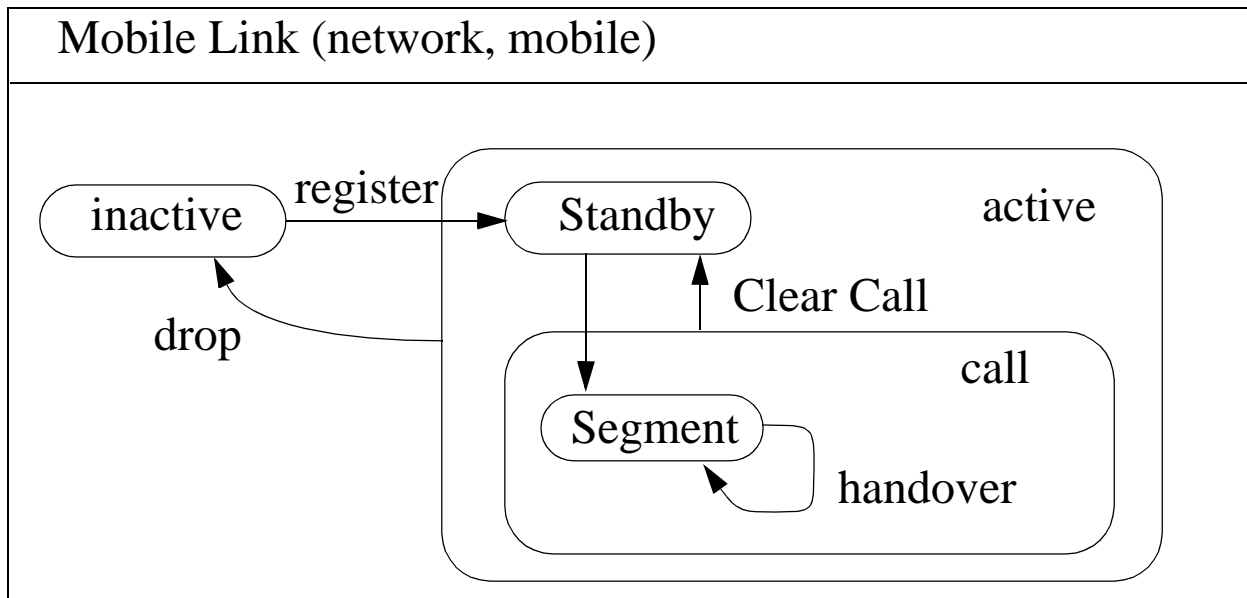 Mobile Link (network, mobile)
inactive
register
Standby
active
drop
Clear Call
call
Segment
handover